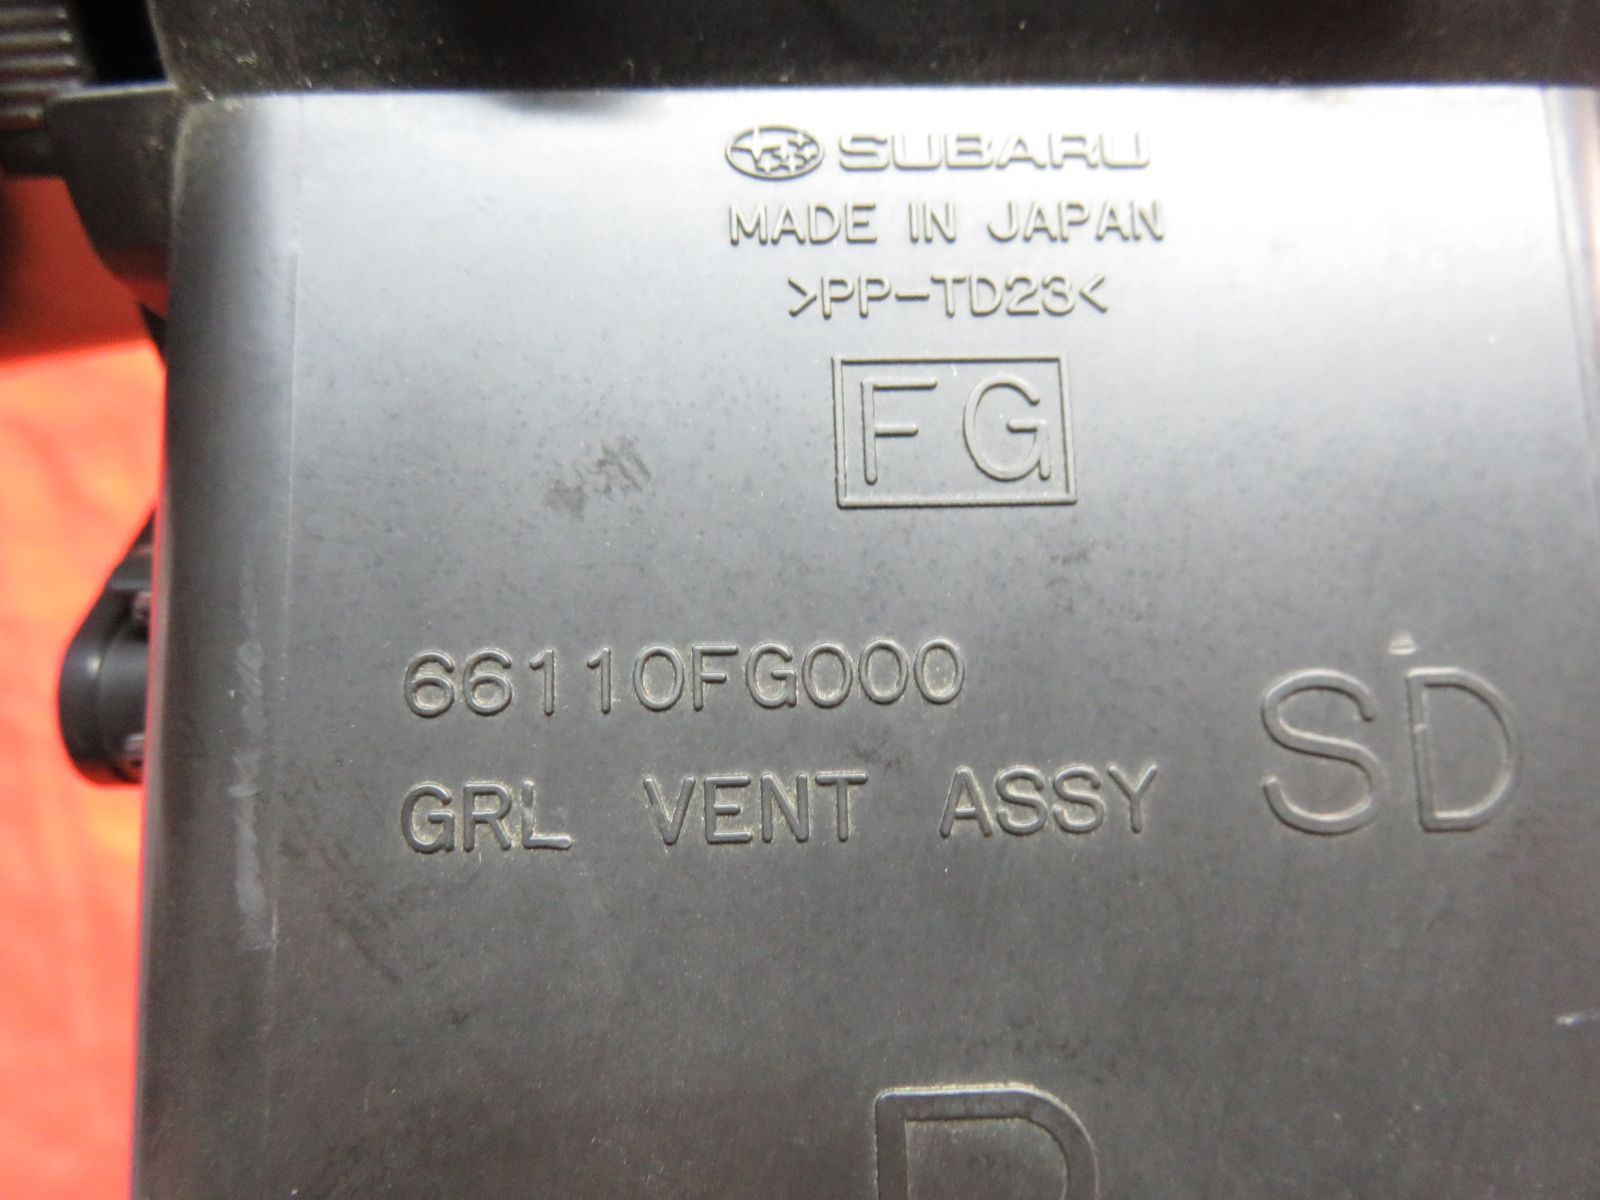 SUBARU
MADE IN JAPAN
>PP-TD23<
FG
66110FG000
SD
GRL VENT ASSY